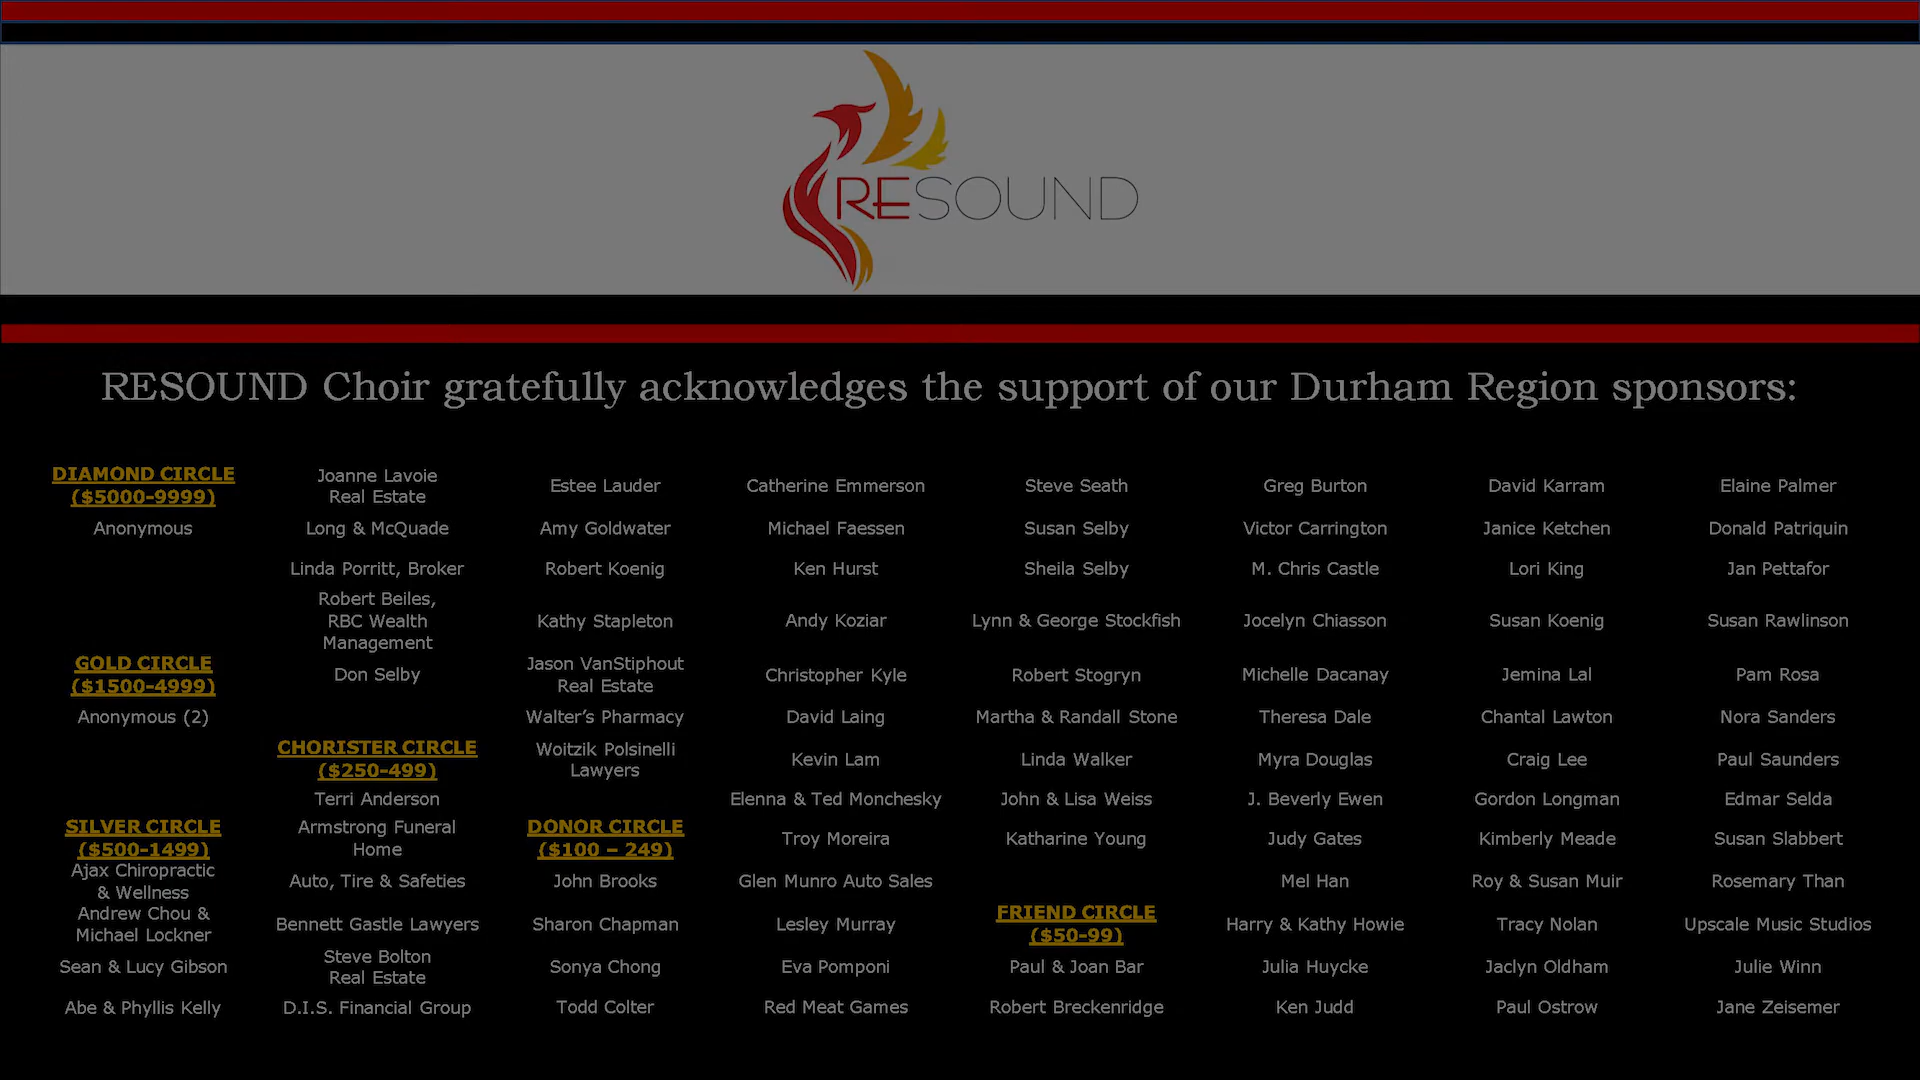 RESOUND
RESOUND Choir gratefully acknowledges the support of our Durham Region sponsors:
DIAMOND CIRCLE
($5000-9999)
Anonymous
GOLD CIRCLE
($1500-4999)
Anonymous (2)
SILVER CIRCLE
($500-1499)
Ajax Chiropractic
& Wellness
Andrew Chou &
Michael Lockner
Sean & Lucy Gibson
Abe & Phyllis Kelly
Joanne Lavoie
Real Estate
Long & McQuade
Linda Porritt, Broker
Robert Beiles,
RBC Wealth
Management
Don Selby
CHORISTER CIRCLE
($250-499)
Terri Anderson
Armstrong Funeral
Home
Auto, Tire & Safeties
Bennett Gastle Lawyers
Steve Bolton
Real Estate
D.I.S. Financial Group
Estee Lauder
Amy Goldwater
Robert Koenig
Kathy Stapleton
Jason VanStiphout
Real Estate
Walter’s Pharmacy
Woitzik Polsinelli
Lawyers
DONOR CIRCLE
($100 – 249)
John Brooks
Sharon Chapman
Sonya Chong
Todd Colter
Catherine Emmerson
Michael Faessen
Ken Hurst
Andy Koziar
Christopher Kyle
David Laing
Kevin Lam
Elenna & Ted Monchesky
Troy Moreira
Glen Munro Auto Sales
Lesley Murray
Eva Pomponi
Red Meat Games
Steve Seath
Susan Selby
Sheila Selby
Lynn & George Stockfish
Robert Stogryn
Martha & Randall Stone
Linda Walker
John & Lisa Weiss
Katharine Young
FRIEND CIRCLE
($50-99)
Paul & Joan Bar
Robert Breckenridge
Greg Burton
Victor Carrington
M. Chris Castle
Jocelyn Chiasson
Michelle Dacanay
Theresa Dale
Myra Douglas
J. Beverly Ewen
Judy Gates
Mel Han
Harry & Kathy Howie
Julia Huycke
Ken Judd
David Karram
Janice Ketchen
Lori King
Susan Koenig
Jemina Lal
Chantal Lawton
Craig Lee
Gordon Longman
Kimberly Meade
Roy & Susan Muir
Tracy Nolan
Jaclyn Oldham
Paul Ostrow
Elaine Palmer
Donald Patriquin
Jan Pettafor
Susan Rawlinson
Pam Rosa
Nora Sanders
Paul Saunders
Edmar Selda
Susan Slabbert
Rosemary Than
Upscale Music Studios
Julie Winn
Jane Zeisemer